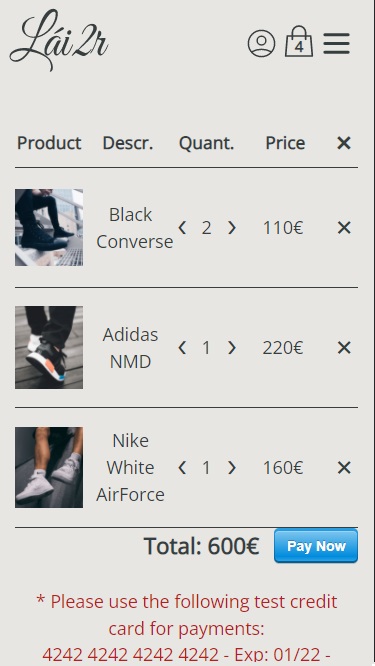 Lái2r
4
Product Descr. Quant. Price ✕
Black
Converse ‹ 2 › 110€ ✕
Adidas
NMD ‹ 1 › 220€ ✕
Nike
White ‹ 1 › 160€ ✕
AirForce
Total: 600€ Pay Now
* Please use the following test credit
card for payments:
4242 4242 4242 4242 - Exp: 01/22 -